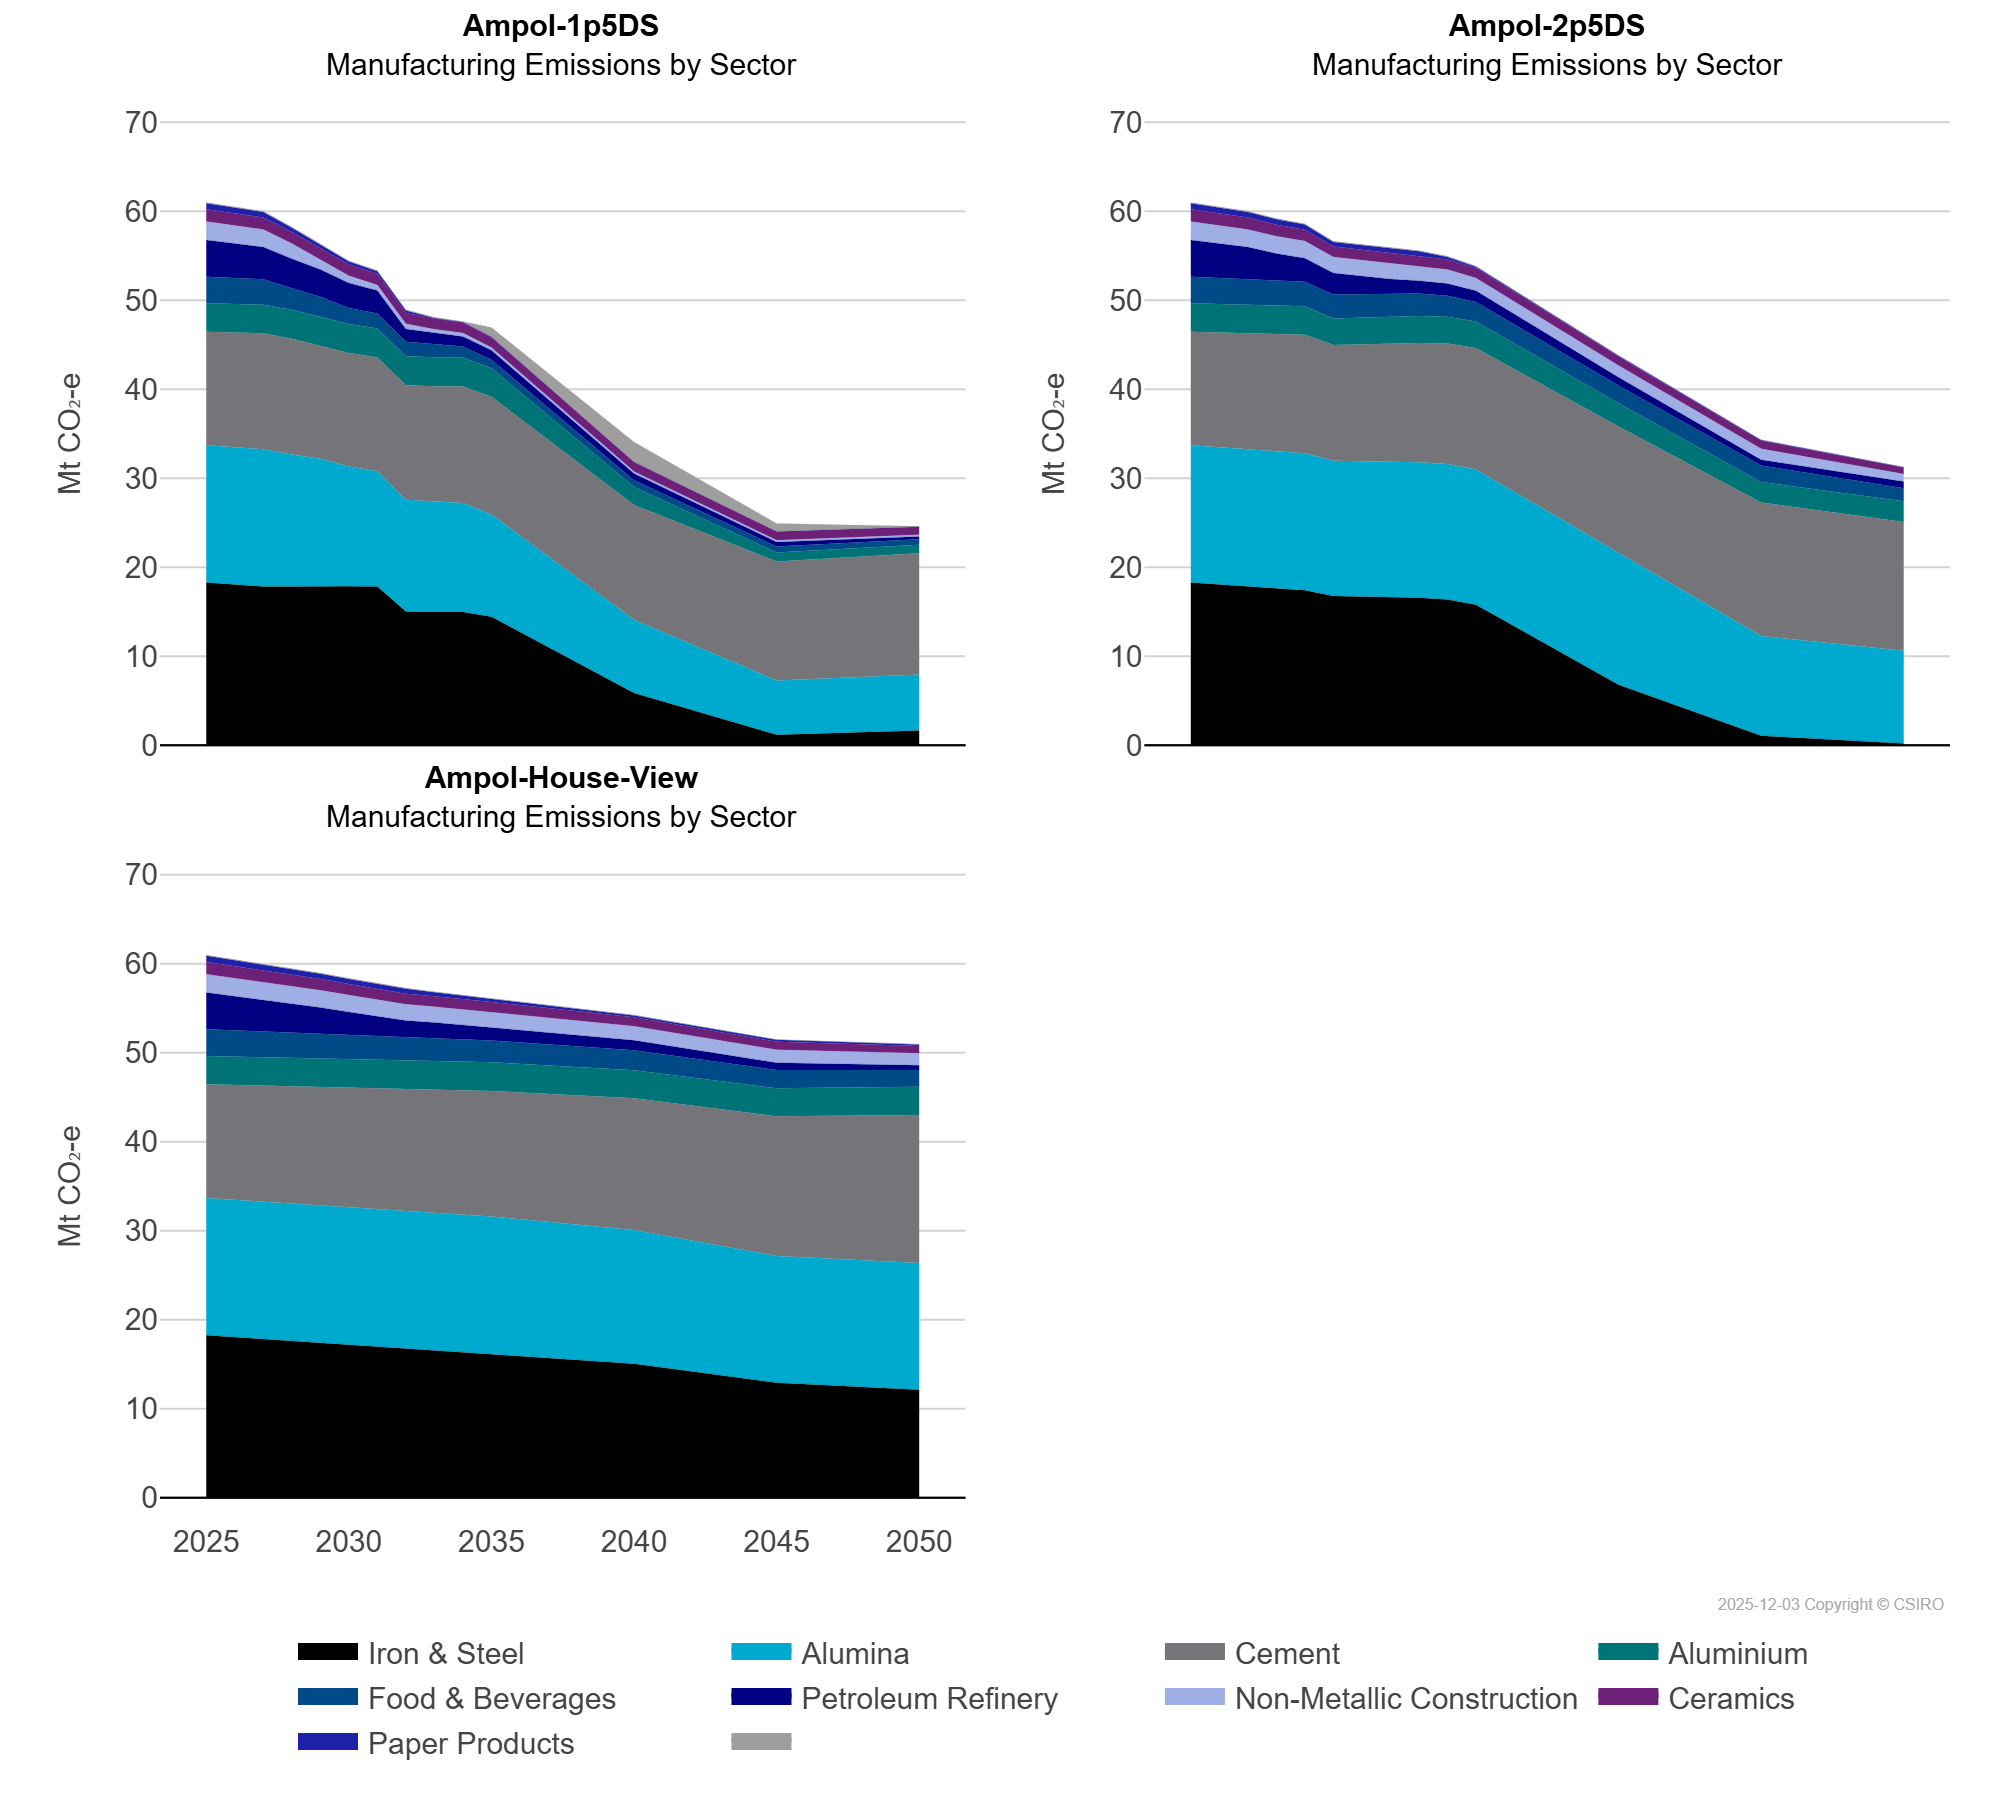 Ampol-1p5DS
Manufacturing Emissions by Sector
70
60
50
40
30
20
10
0
Mt CO₂-e
Ampol-2p5DS
Manufacturing Emissions by Sector
70
60
50
40
30
20
10
0
Mt CO₂-e
Ampol-House-View
Manufacturing Emissions by Sector
70
60
50
40
30
20
10
0
Mt CO₂-e
2025 2030 2035 2040 2045 2050
2025-12-03 Copyright © CSIRO
Iron & Steel Alumina Cement Aluminium
Food & Beverages Petroleum Refinery Non-Metallic Construction Ceramics
Paper Products